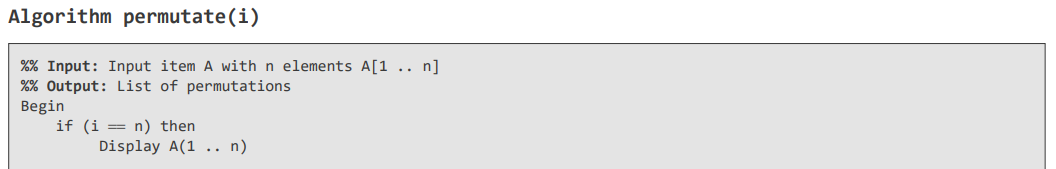 Algorithm permutate(i)
%% Input: Input item A with n elements A[1 .. n]
%% Output: List of permutations
Begin
if (i == n) then
Display A(1 .. n)